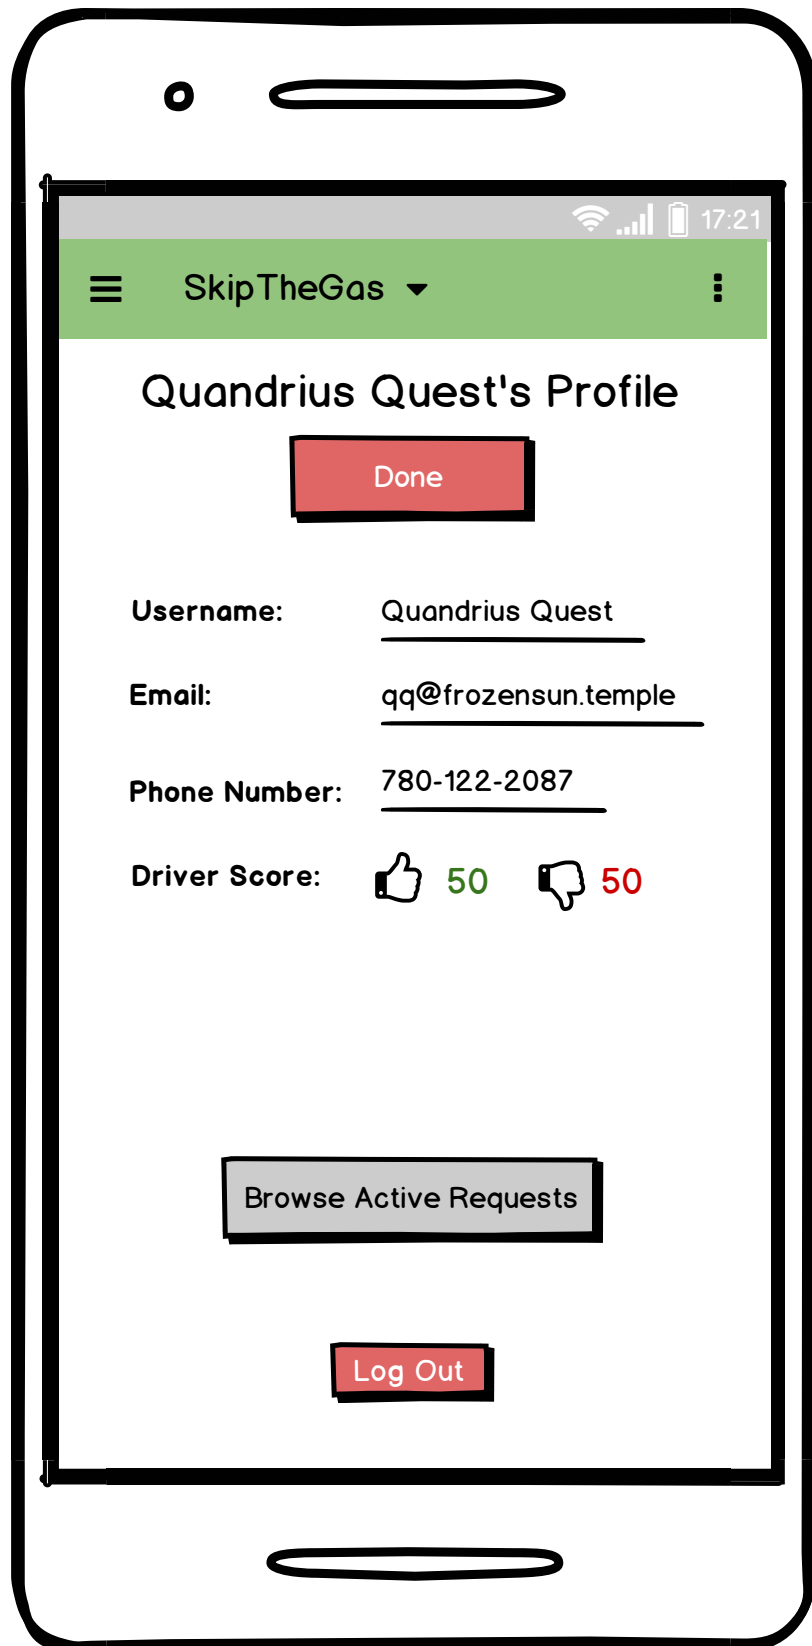 17:21
SkipTheGas
Quandrius Quest's Profile
Done
Username: Quandrius Quest
Email: qq@frozensun.temple
Phone Number: 780-122-2087
Driver Score: 50 50
Browse Active Requests
Log Out